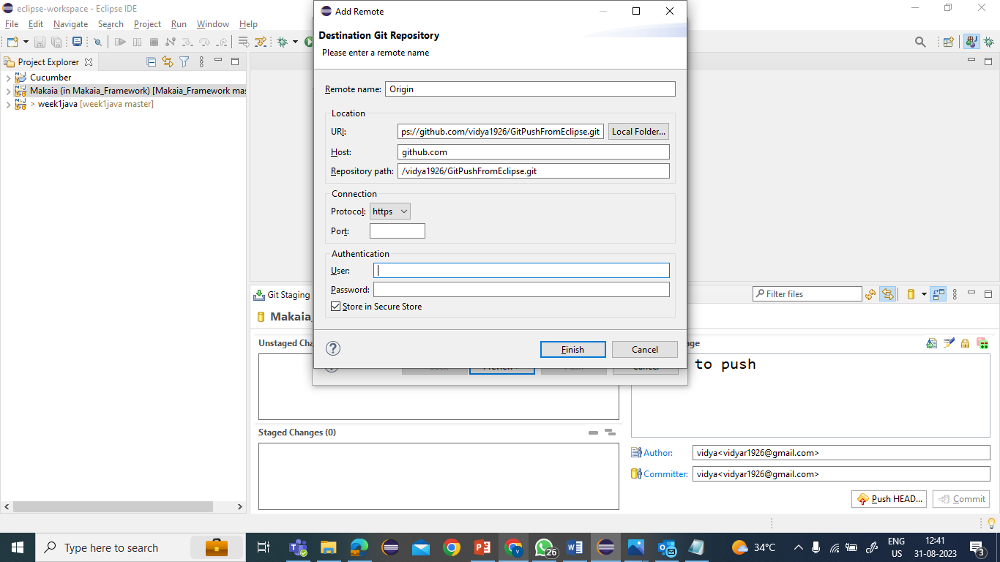 eclipse-workspace - Eclipse IDE
File Edit Navigate Search Project Run Window Help
Project Explorer
Cucumber
Makaia (in Makaia_Framework) [Makaia_Framework mas
> week1java [week1java master]
Add Remote
Destination Git Repository
Please enter a remote name
Remote name: Origin
Location
URI: ps://github.com/vidya1926/GitPushFromEclipse.git Local Folder...
Host: github.com
Repository path: /vidya1926/GitPushFromEclipse.git
Connection
Protocol: https
Port:
Authentication
User:
Password:
Store in Secure Store
Finish Cancel
Git Staging
Filter files
Makaia_
Unstaged Cha
Staged Changes (0)
to push
Author: vidya<vidyar1926@gmail.com>
Committer: vidya<vidyar1926@gmail.com>
Push HEAD... Commit
Type here to search
26
34°C
ENG
US
12:41
31-08-2023
3